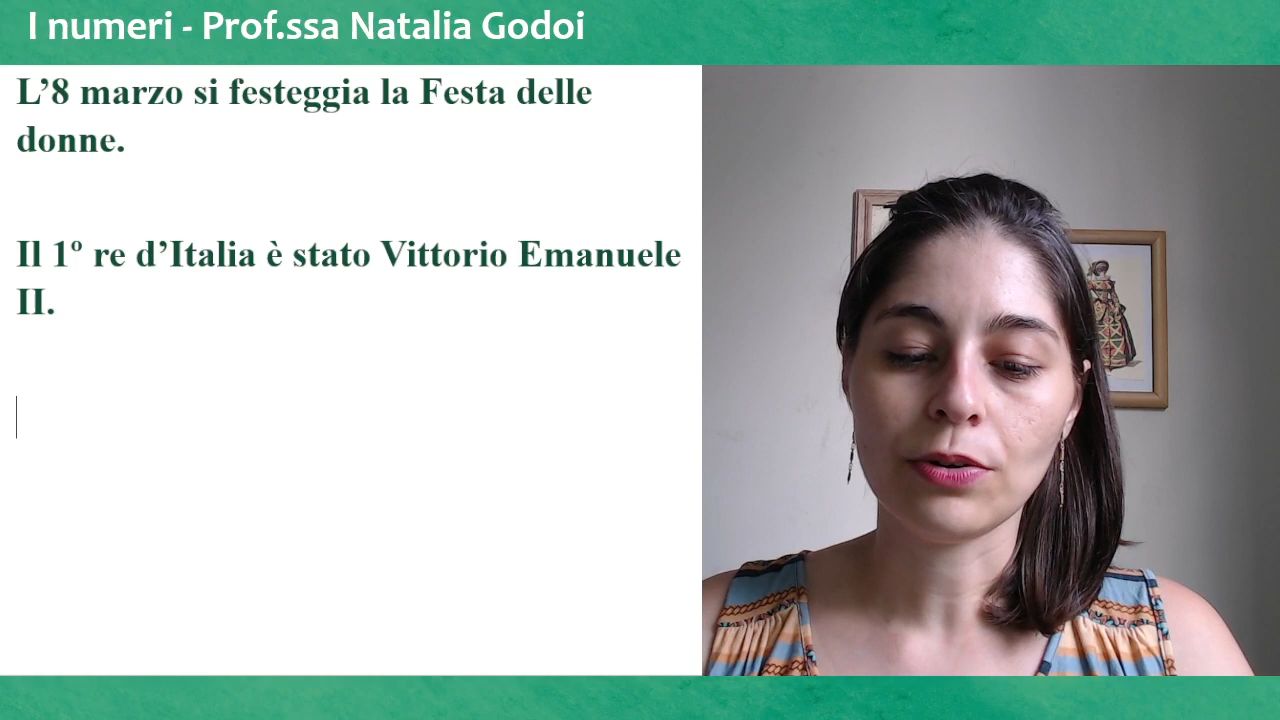 I numeri - Prof.ssa Natalia Godoi
L’8 marzo si festeggia la Festa delle
donne.
Il 1º re d’Italia è stato Vittorio Emanuele
II.